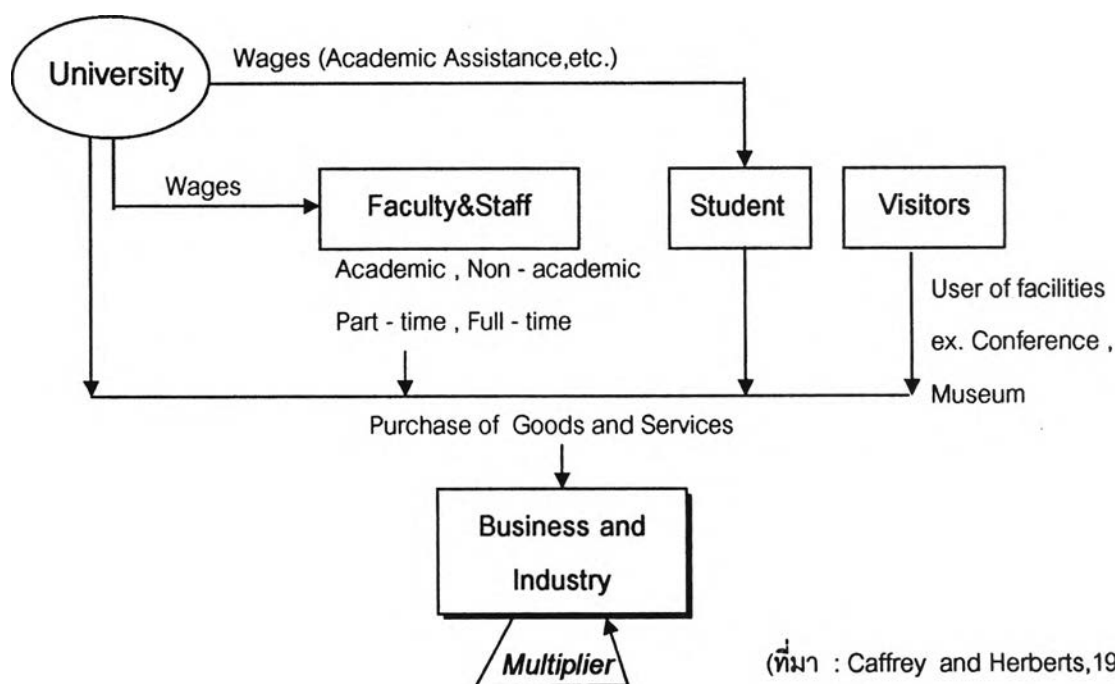 University
Wages (Academic Assistance,etc.)
Wages
Faculty&Staff
Student
Visitors
Academic , Non - academic
Part - time , Full - time
User of facilities
ex. Conference ,
Museum
Purchase of Goods and Services
Business and
Industry
Multiplier
(ที่มา : Caffrey and Herberts,19